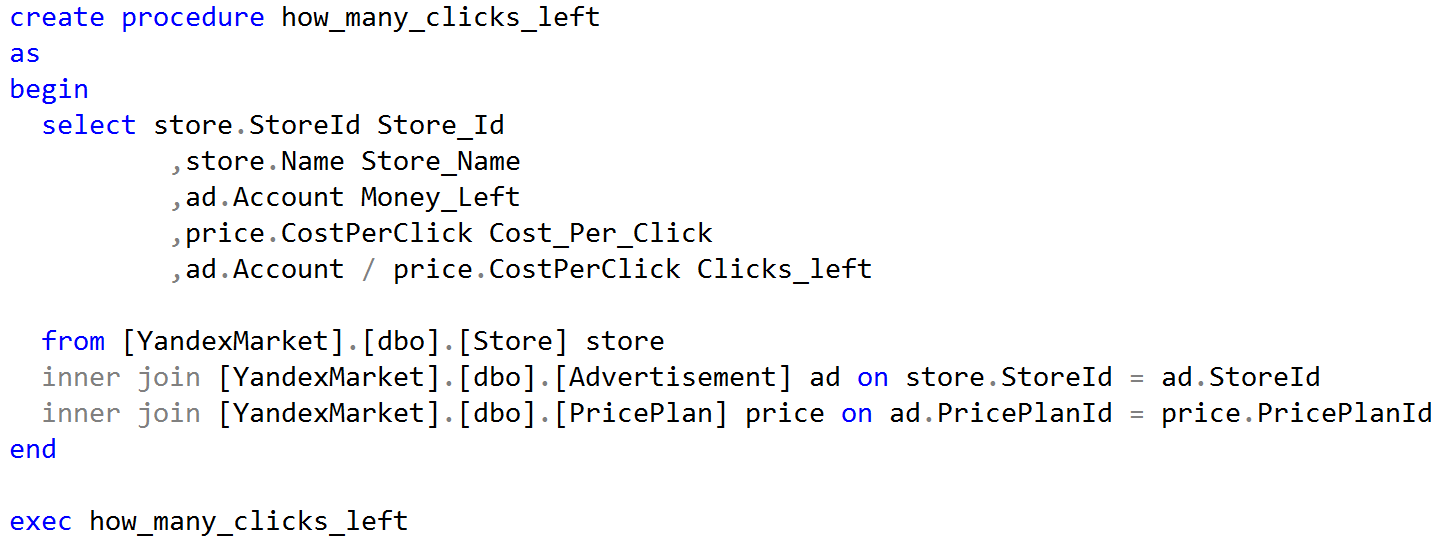 create procedure how_many_clicks_left
as
begin
select store.StoreId Store_Id
,store.Name Store_Name
,ad.Account Money_Left
,price.CostPerClick Cost_Per_Click
,ad.Account / price.CostPerClick Clicks_left
from [YandexMarket].[dbo].[Store] store
inner join [YandexMarket].[dbo].[Advertisement] ad on store.StoreId = ad.StoreId
inner join [YandexMarket].[dbo].[PricePlan] price on ad.PricePlanId = price.PricePlanId
end
exec how_many_clicks_left